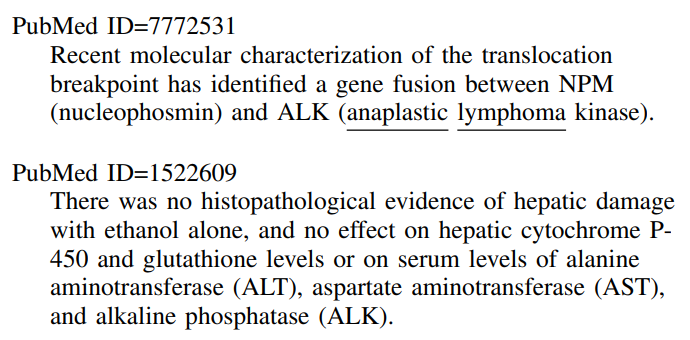 PubMed ID=7772531
Recent molecular characterization of the translocation
breakpoint has identified a gene fusion between NPM
(nucleophosmin) and ALK (anaplastic lymphoma kinase).
PubMed ID=1522609
There was no histopathological evidence of hepatic damage
with ethanol alone, and no effect on hepatic cytochrome P-
450 and glutathione levels or on serum levels of alanine
aminotransferase (ALT), aspartate aminotransferase (AST),
and alkaline phosphatase (ALK).